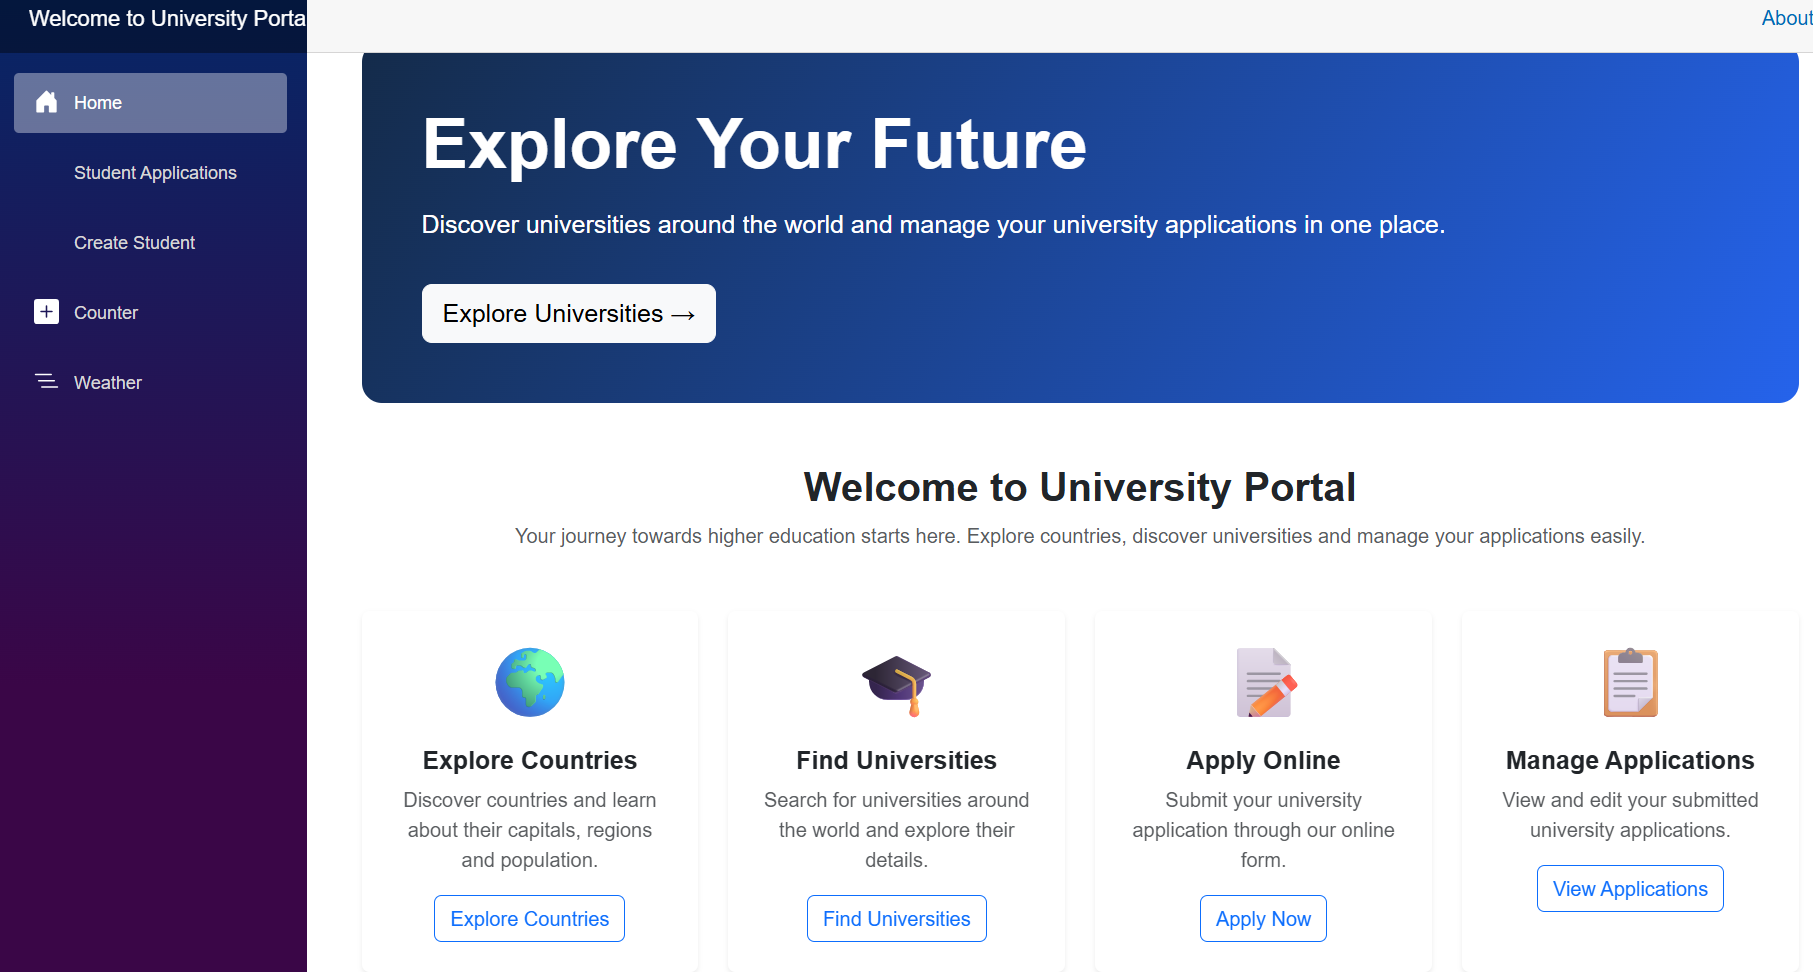 Welcome to University Porta
About
Home
Student Applications
Create Student
Counter
Weather
Explore Your Future
Discover universities around the world and manage your university applications in one place.
Explore Universities →
Welcome to University Portal
Your journey towards higher education starts here. Explore countries, discover universities and manage your applications easily.
Explore Countries
Discover countries and learn
about their capitals, regions
and population.
Explore Countries
Find Universities
Search for universities around
the world and explore their
details.
Find Universities
Apply Online
Submit your university
application through our online
form.
Apply Now
Manage Applications
View and edit your submitted
university applications.
View Applications